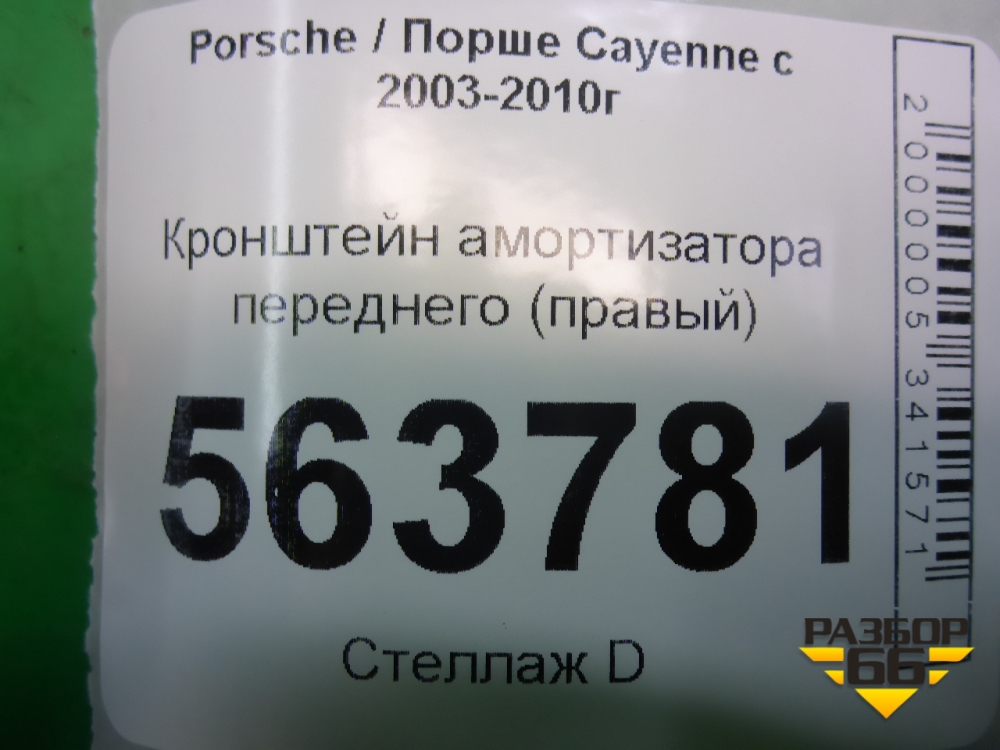 Porsche / Порше Cayenne с
2003-2010г
Кронштейн амортизатора
переднего (правый)
563781
Стеллаж D
2000005341571
РАЗБОР
66